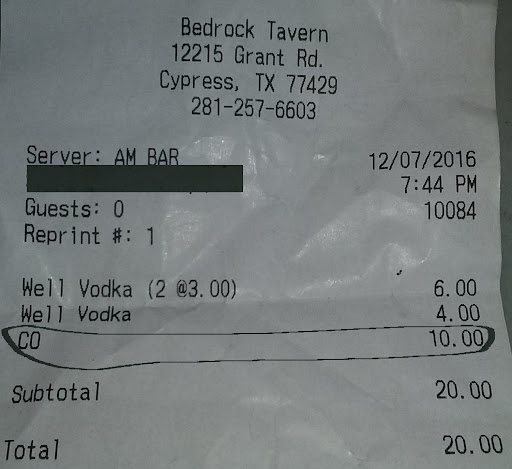 Bedrock Tavern
12215 Grant Rd.
Cypress, TX 77429
281-257-6603
Server: AM BAR 12/07/2016
7:44 PM
Guests: 0 10084
Reprint #: 1
Well Vodka (2 @3.00) 6.00
Well Vodka 4.00
CO 10.00
Subtotal 20.00
Total 20.00